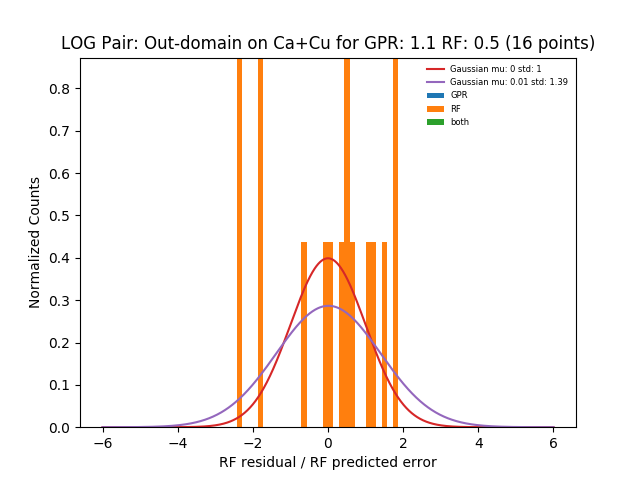 LOG Pair: Out-domain on Ca+Cu for GPR: 1.1 RF: 0.5 (16 points)
Gaussian mu: 0 std: 1
Gaussian mu: 0.01 std: 1.39
GPR
RF
both
Normalized Counts
0.8
0.7
0.6
0.5
0.4
0.3
0.2
0.1
0.0
−6 −4 −2 0 2 4 6
RF residual / RF predicted error